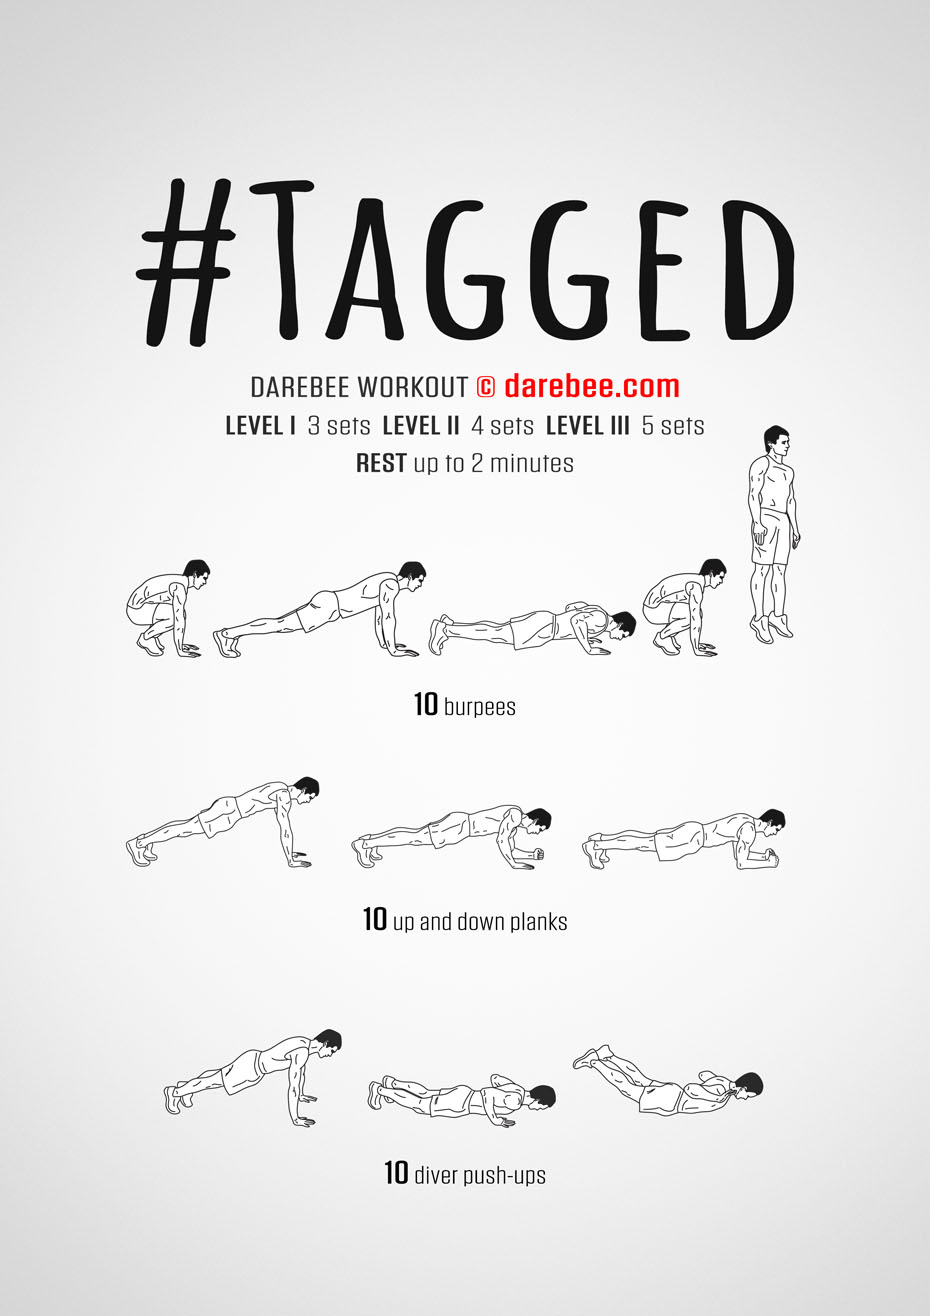 #TAGGED
DAREBEE WORKOUT © darebee.com
LEVEL I 3 sets LEVEL II 4 sets LEVEL III 5 sets
REST up to 2 minutes
10 burpees
10 up and down planks
10 diver push-ups